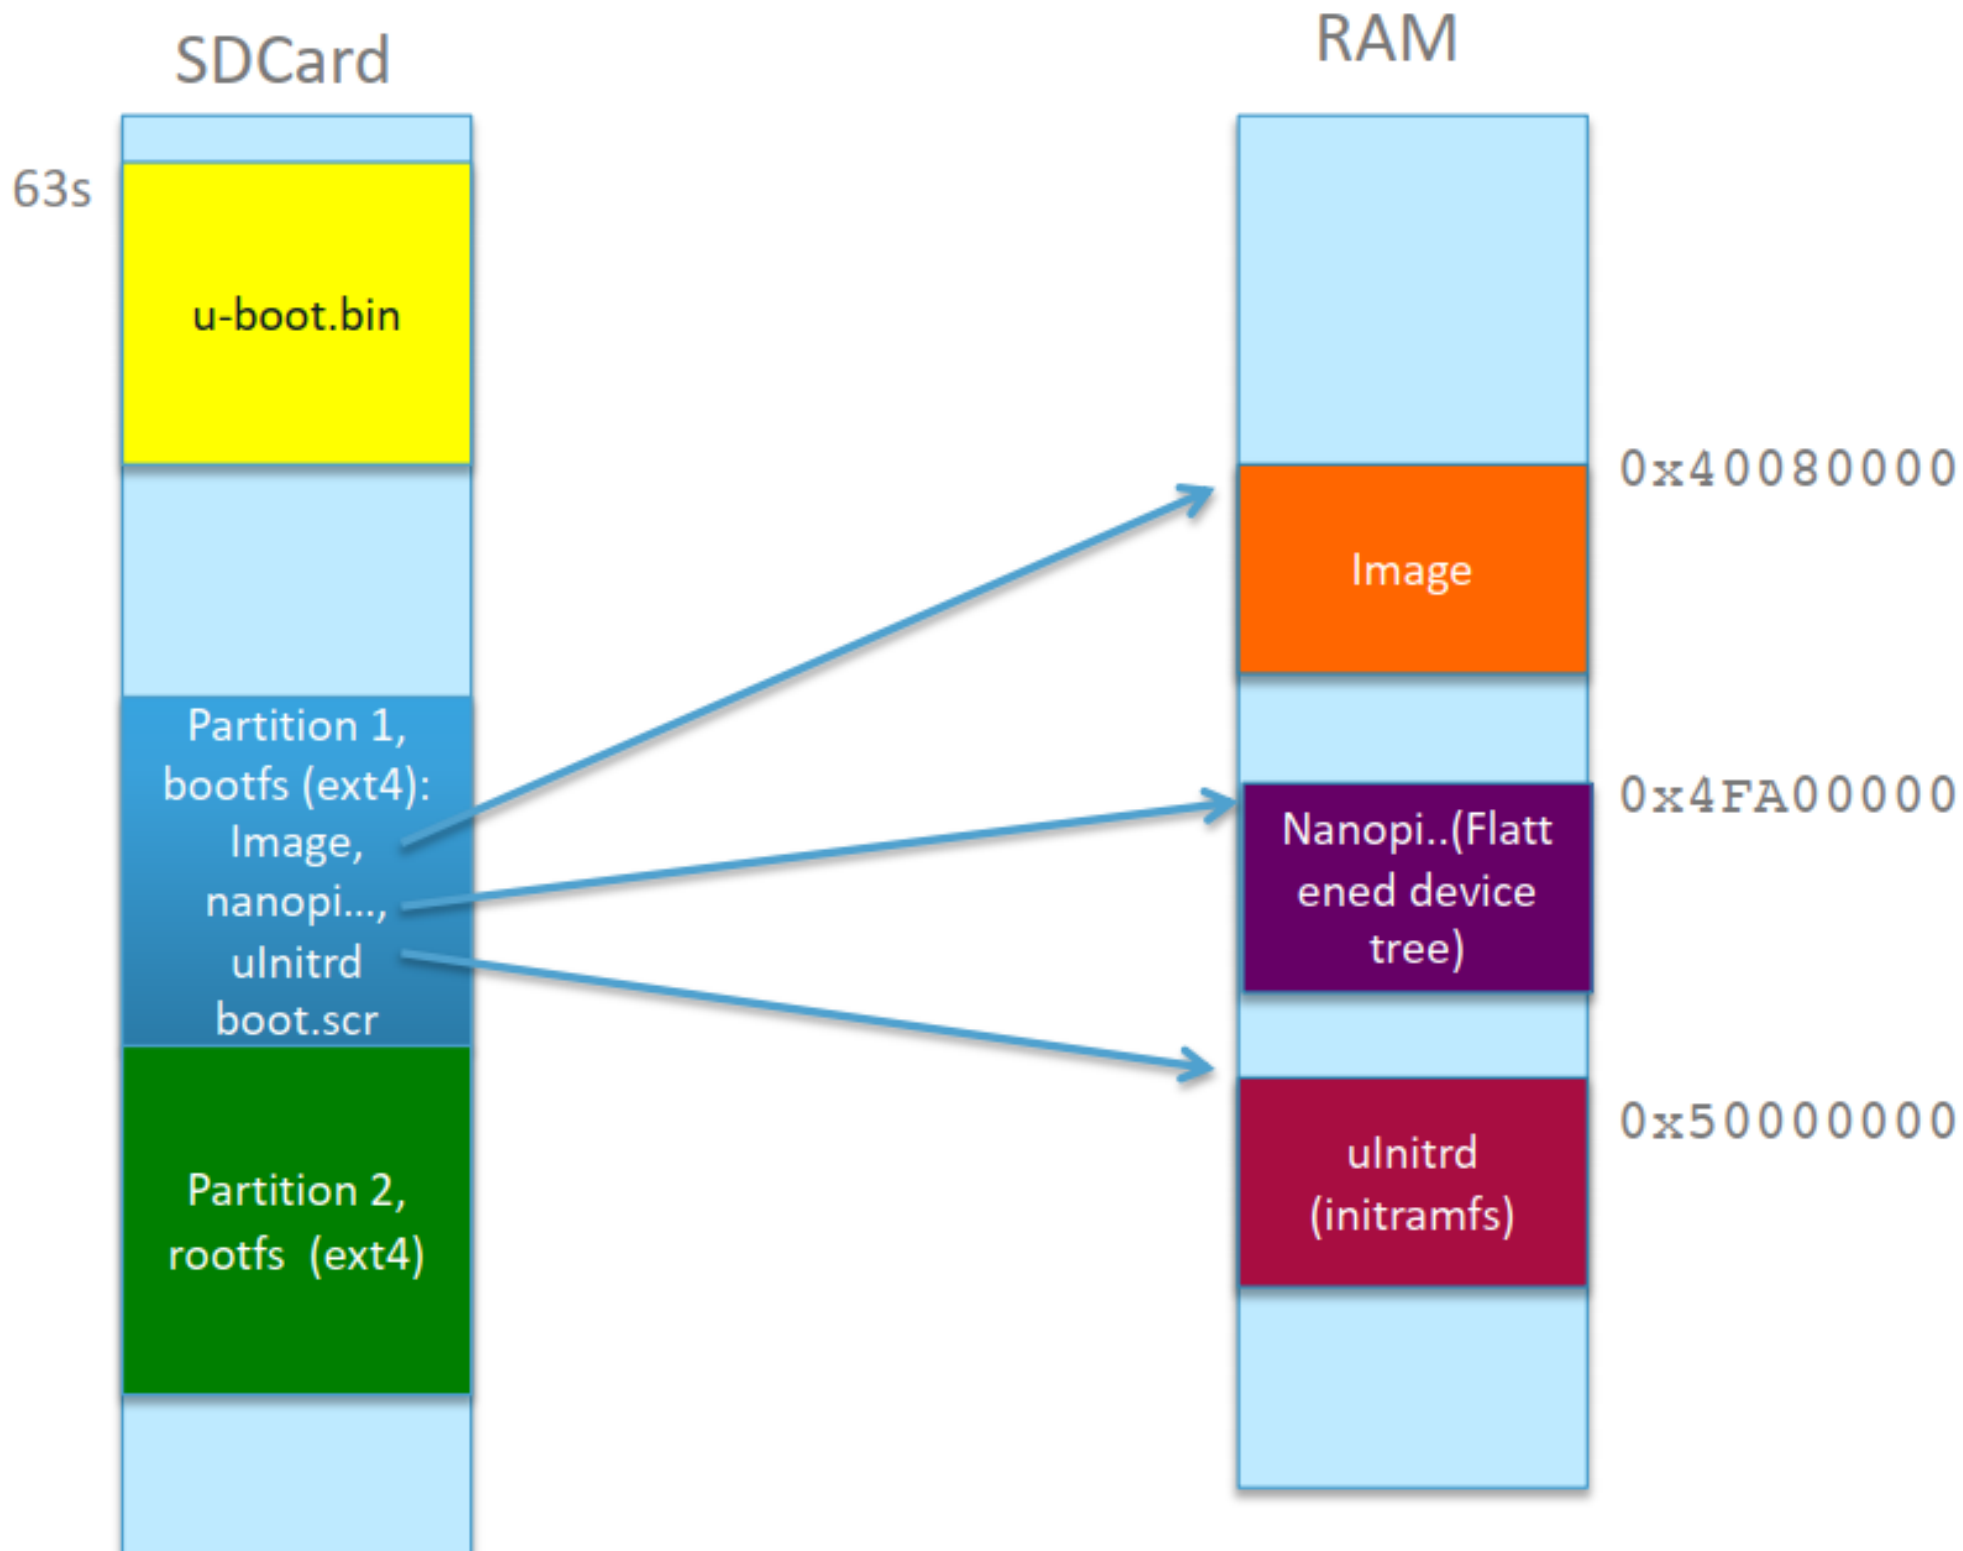 SDCard
63s
u-boot.bin
Partition 1,
bootfs (ext4):
Image,
nanopi...,
uInitrd
boot.scr
Partition 2,
rootfs  (ext4)
RAM
0x40080000
Image
0x4FA00000
Nanopi..(Flatt
ened device
tree)
0x50000000
uInitrd
(initramfs)